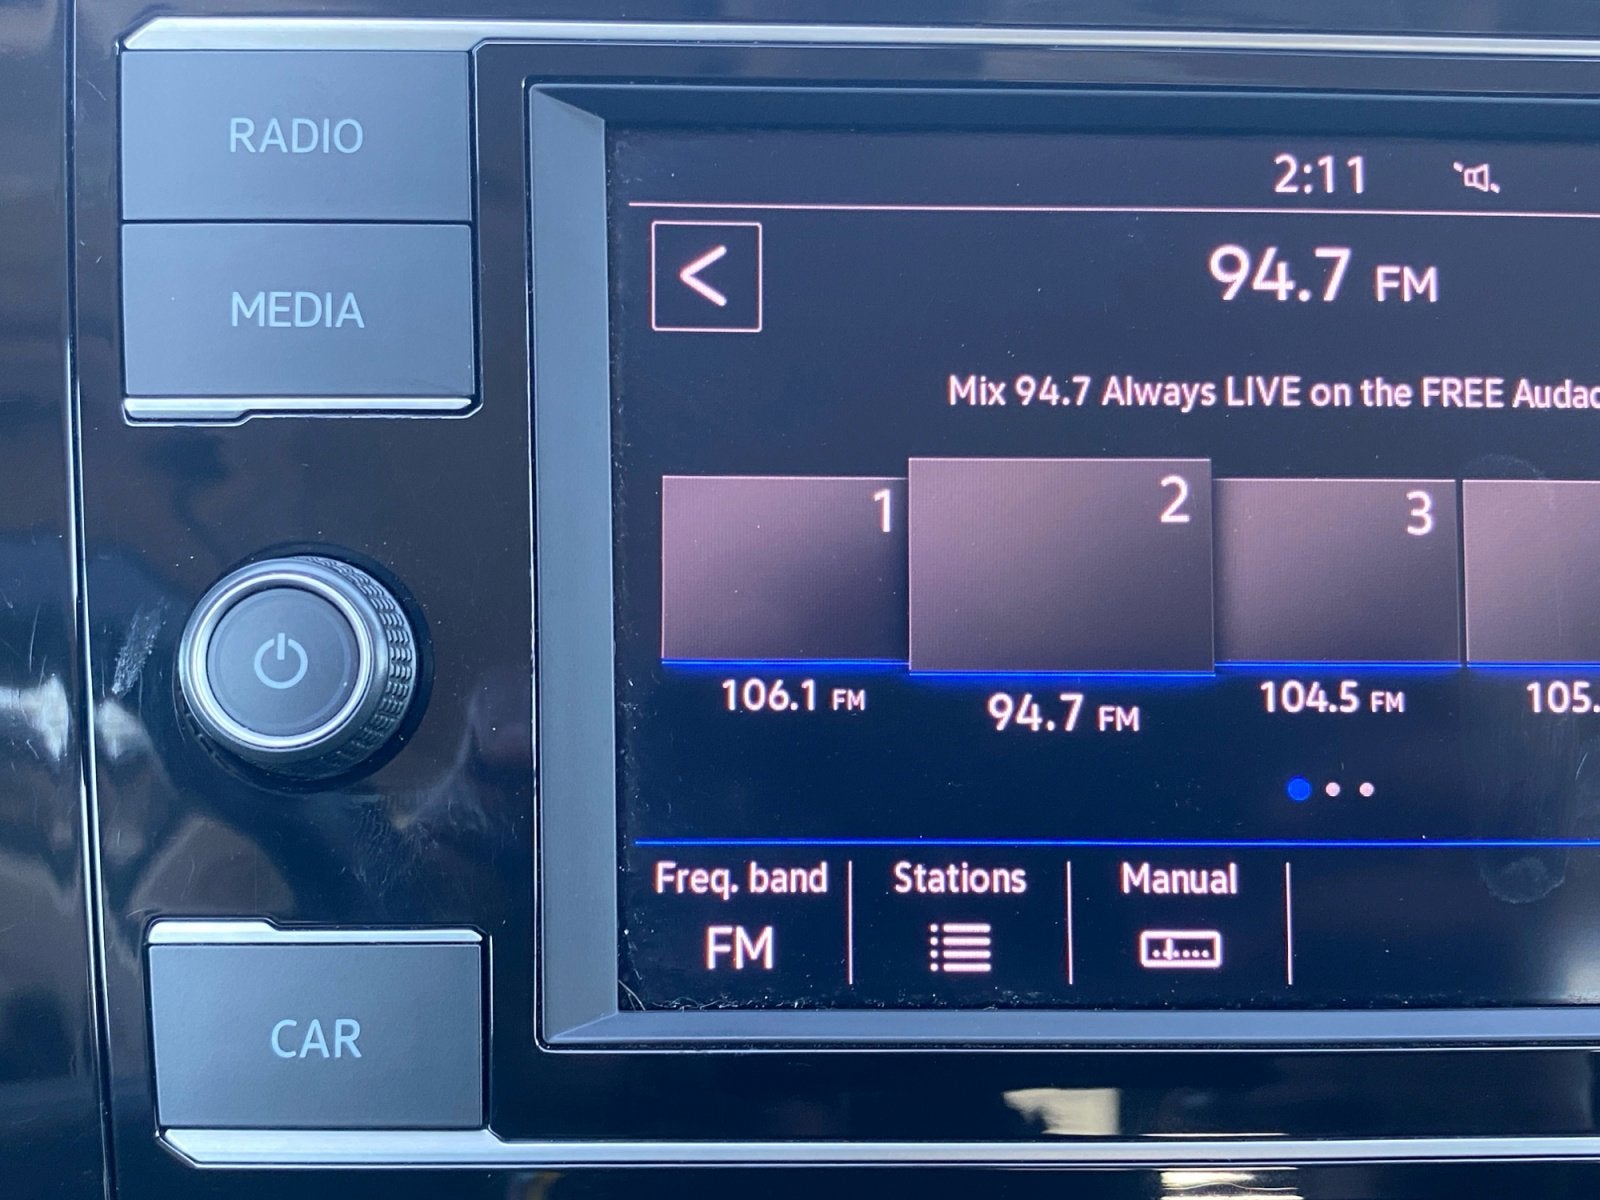 RADIO
MEDIA
CAR
2:11
94.7 FM
Mix 94.7 Always LIVE on the FREE
1 2 3
106.1 FM 94.7 FM 104.5 FM
Freq. band Stations Manual
FM